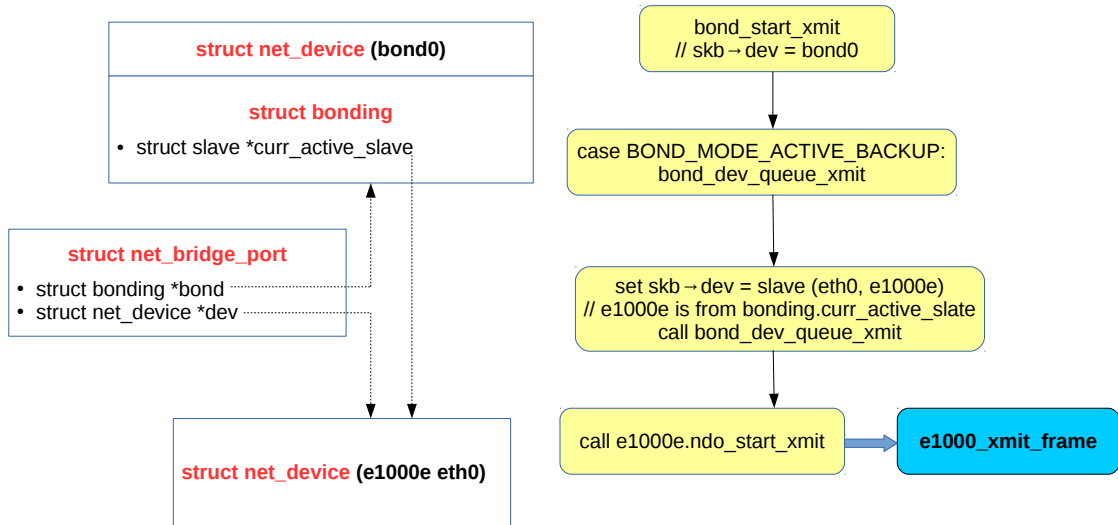 struct net_device (bond0)
struct bonding
• struct slave *curr_active_slave
struct net_bridge_port
• struct bonding *bond
• struct net_device *dev
struct net_device (e1000e eth0)
bond_start_xmit
// skb→dev = bond0
case BOND_MODE_ACTIVE_BACKUP:
bond_dev_queue_xmit
set skb→dev = slave (eth0, e1000e)
// e1000e is from bonding.curr_active_slate
call bond_dev_queue_xmit
call e1000e.ndo_start_xmit
e1000_xmit_frame